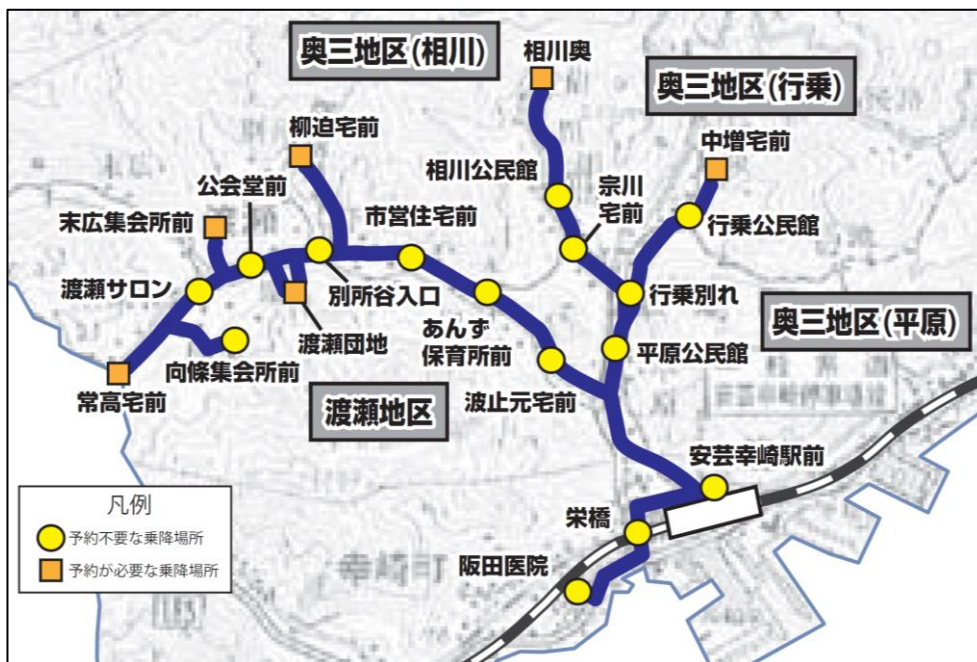 奥三地区(相川)
相川奥
奥三地区(行乗)
柳迫宅前
中増宅前
公会堂前
相川公民館
宗川
宅前
末広集会所前
市営住宅前
行乗公民館
渡瀬サロン
別所谷入口
行乗別れ
渡瀬団地
あんず
保育所前
奥三地区(平原)
向條集会所前
平原公民館
常高宅前
渡瀬地区
波止元宅前
安芸幸崎駅前
凡例
予約不要な乗降場所
予約が必要な乗降場所
栄橋
阪田医院
幸崎町